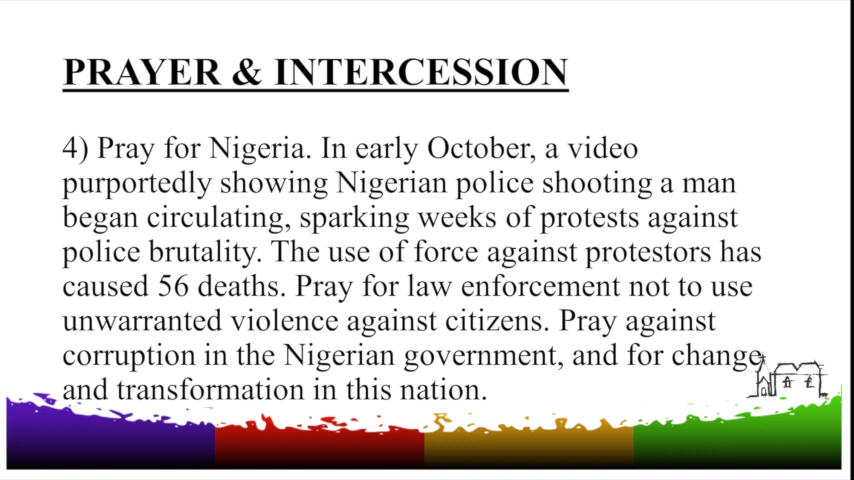 PRAYER & INTERCESSION
4) Pray for Nigeria. In early October, a video
purportedly showing Nigerian police shooting a man
began circulating, sparking weeks of protests against
police brutality. The use of force against protestors has
caused 56 deaths. Pray for law enforcement not to use
unwarranted violence against citizens. Pray against
corruption in the Nigerian government, and for change
and transformation in this nation.